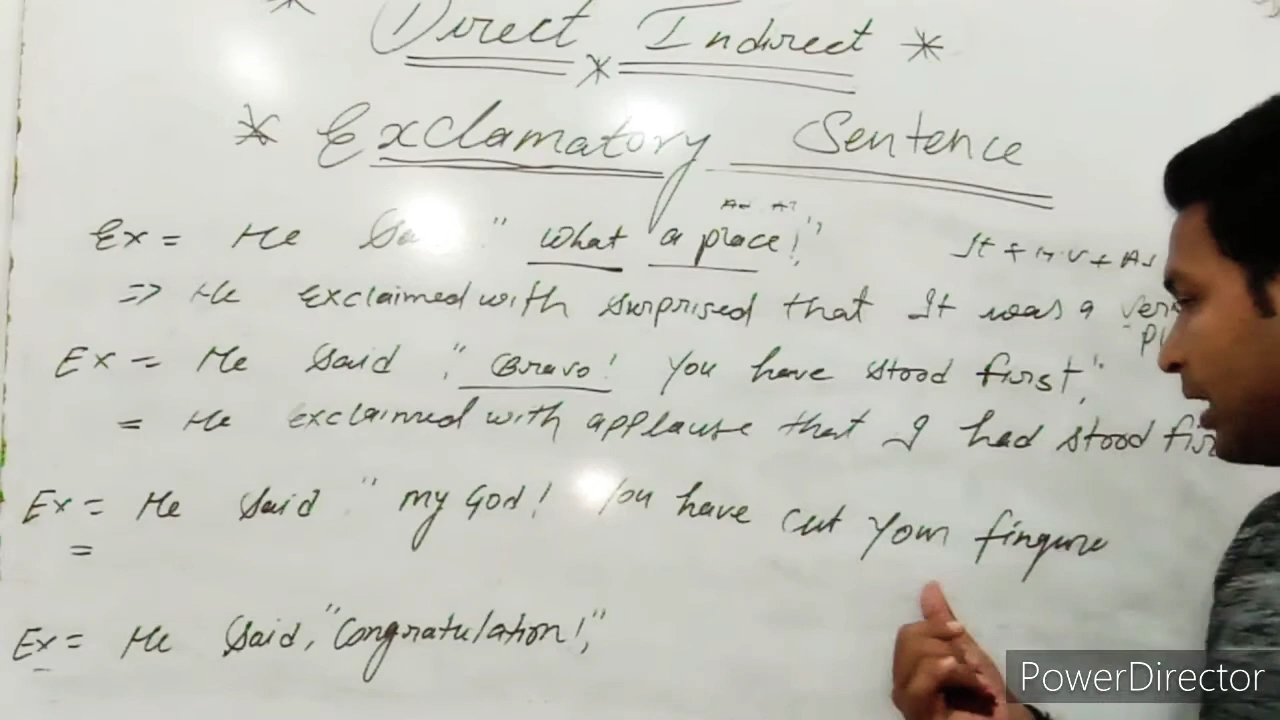 Direct Indirect
Exclamatory Sentence
Ex = He " What a place!"
=> He exclaimed with surprised that It was a
Ex = He Said, "Bravo! You have stood first",
= He exclaimed with applause that I had stood
Ex = He Said " my God! You have cut your fingure
=
Ex = He Said, "Congratulation!",
PowerDirector